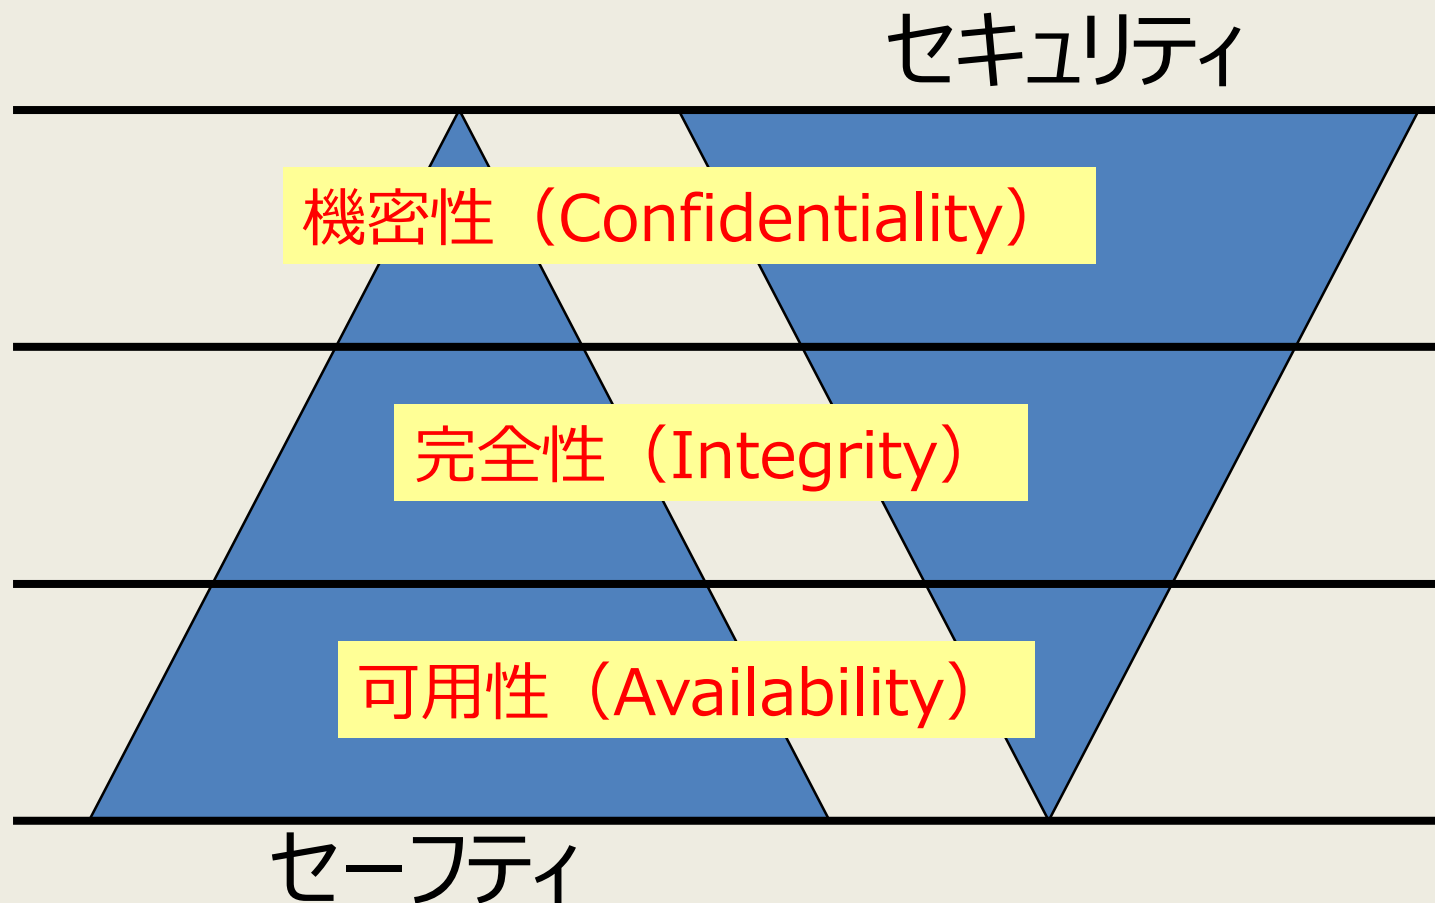 セキュリティ
機密性（Confidentiality）
完全性（Integrity）
可用性（Availability）
セーフティ